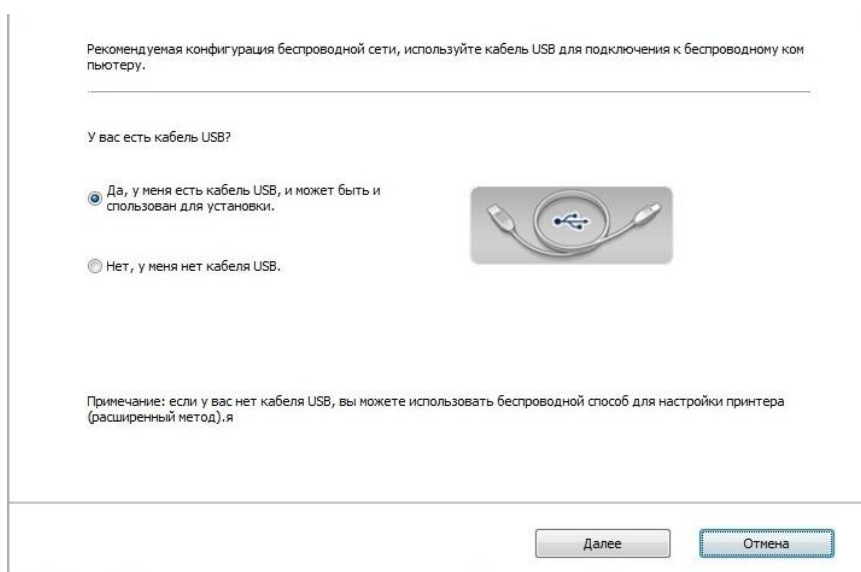 Рекомендуемая конфигурация беспроводной сети, используйте кабель USB для подключения к беспроводному ком
пьютеру.
У вас есть кабель USB?
Да, у меня есть кабель USB, и может быть и
спользован для установки.
Нет, у меня нет кабеля USB.
Примечание: если у вас нет кабеля USB, вы можете использовать беспроводной способ для настройки принтера
(расширенный метод).я
Далее
Отмена